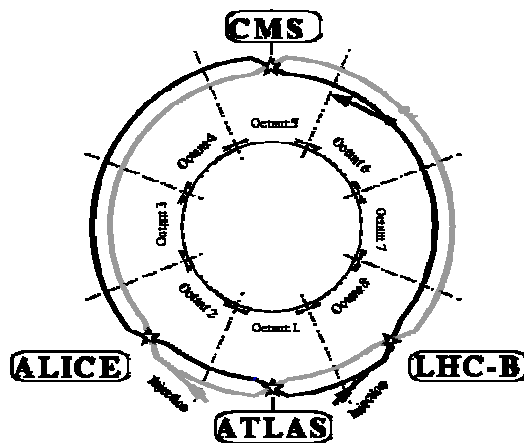 CMS
Octant 5
Octant 4
Octant 6
Octant 3
Octant 7
Octant 2
Octant 8
Octant 1
ALICE
LHC-B
Injection
Injection
ATLAS